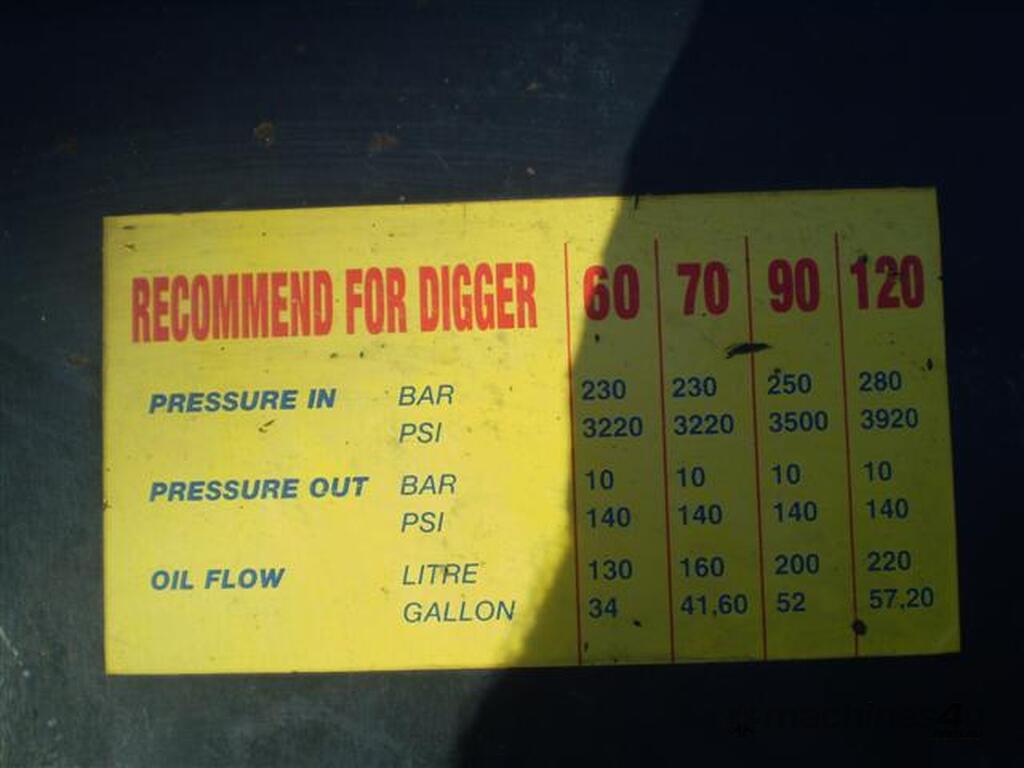 RECOMMEND FOR DIGGER 60 70 90 120
PRESSURE IN BAR 230 230 250 280
PSI 3220 3220 3500 3920
PRESSURE OUT BAR 10 10 10 10
PSI 140 140 140 140
OIL FLOW LITRE 130 160 200 220
GALLON 34 41,60 52 57,20
machines4u